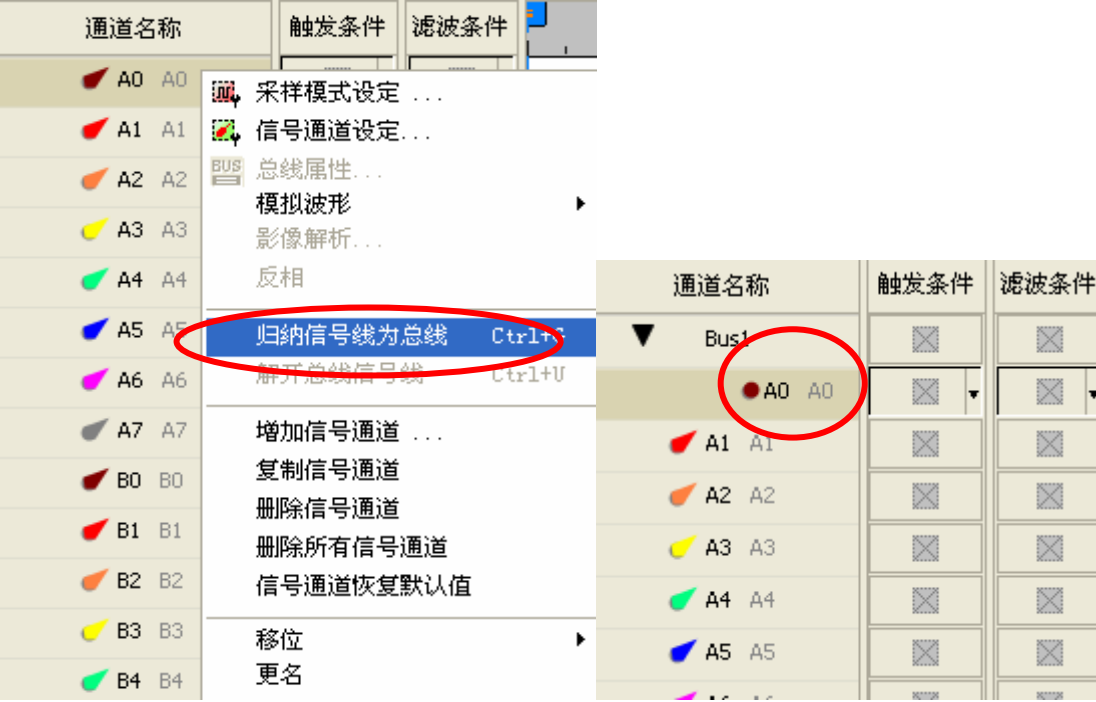 通道名称 触发条件 滤波条件
A0 A0
A1 A1
A2 A2
A3 A3
A4 A4
A5 A5
A6 A6
A7 A7
B0 B0
B1 B1
B2 B2
B3 B3
B4 B4
采样模式设定 ...
信号通道设定...
BUS 总线属性...
模拟波形
影像解析...
反相
归纳信号线为总线 Ctrl+G
解开总线信号线 Ctrl+U
增加信号通道 ...
复制信号通道
删除信号通道
删除所有信号通道
信号通道恢复默认值
移位
更名
通道名称 触发条件 滤波条件
Bus1
A0 A0
A1 A1
A2 A2
A3 A3
A4 A4
A5 A5